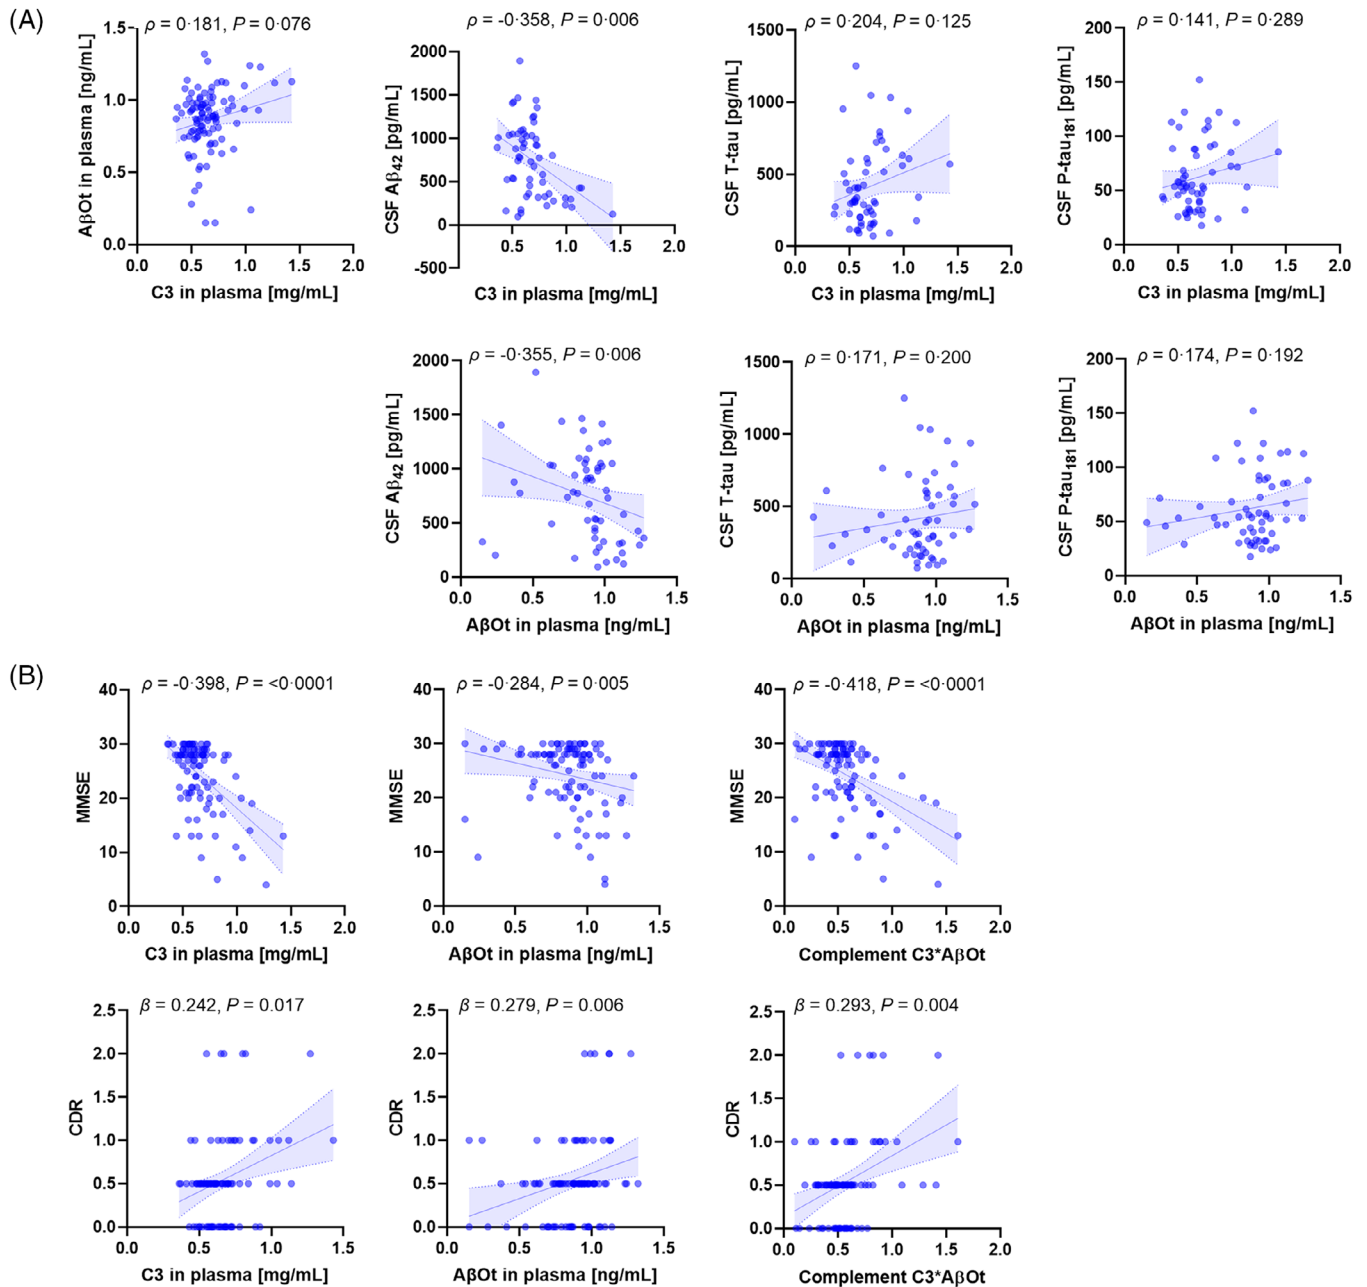 (A)
ρ = 0·181, P = 0·076
1.5
1.0
0.5
0.0
0.0 0.5 1.0 1.5 2.0
AβOt in plasma [ng/mL]
C3 in plasma [mg/mL]
ρ = -0·358, P = 0·006
2000
1500
1000
500
0
-500
0.5 1.0 1.5 2.0
CSF Aβ42 [pg/mL]
C3 in plasma [mg/mL]
ρ = 0·204, P = 0·125
1500
1000
500
0
0.0 0.5 1.0 1.5 2.0
CSF T-tau [pg/mL]
C3 in plasma [mg/mL]
ρ = 0·141, P = 0·289
200
150
100
50
0
0.0 0.5 1.0 1.5 2.0
CSF P-tau181 [pg/mL]
C3 in plasma [mg/mL]
ρ = -0·355, P = 0·006
2000
1500
1000
500
0
0.0 0.5 1.0 1.5
CSF Aβ42 [pg/mL]
AβOt in plasma [ng/mL]
ρ = 0·171, P = 0·200
1500
1000
500
0
0.0 0.5 1.0 1.5
CSF T-tau [pg/mL]
AβOt in plasma [ng/mL]
ρ = 0·174, P = 0·192
200
150
100
50
0
0.0 0.5 1.0 1.5
CSF P-tau181 [pg/mL]
AβOt in plasma [ng/mL]
(B)
ρ = -0·398, P = <0·0001
40
30
20
10
0
0.0 0.5 1.0 1.5 2.0
MMSE
C3 in plasma [mg/mL]
ρ = -0·284, P = 0·005
40
30
20
10
0
0.0 0.5 1.0 1.5
MMSE
AβOt in plasma [ng/mL]
ρ = -0·418, P = <0·0001
40
30
20
10
0
0.0 0.5 1.0 1.5 2.0
MMSE
Complement C3*AβOt
β = 0.242, P = 0.017
2.5
2.0
1.5
1.0
0.5
0.0
0.0 0.5 1.0 1.5
CDR
C3 in plasma [mg/mL]
β = 0.279, P = 0.006
2.5
2.0
1.5
1.0
0.5
0.0
0.0 0.5 1.0 1.5
CDR
AβOt in plasma [ng/mL]
β = 0.293, P = 0.004
2.5
2.0
1.5
1.0
0.5
0.0
0.0 0.5 1.0 1.5 2.0
CDR
Complement C3*AβOt